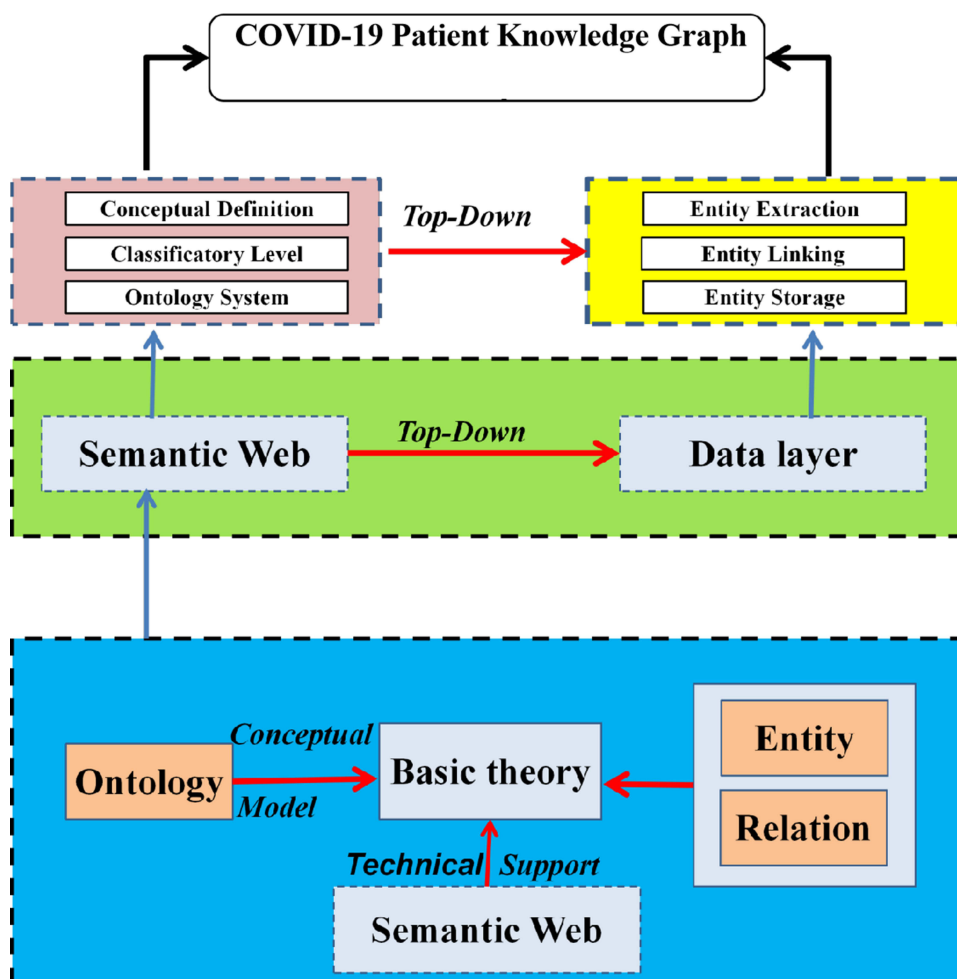 COVID-19 Patient Knowledge Graph
Conceptual Definition
Classificatory Level
Ontology System
Top-Down
Entity Extraction
Entity Linking
Entity Storage
Semantic Web
Top-Down
Data layer
Ontology
Conceptual
Model
Basic theory
Entity
Relation
Technical Support
Semantic Web